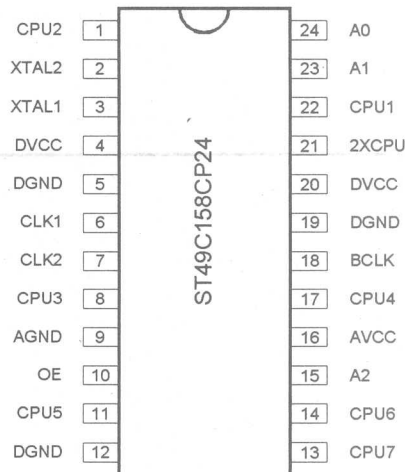 CPU2 1 24 A0
XTAL2 2 23 A1
XTAL1 3 22 CPU1
DVCC 4 21 2XCPU
DGND 5 20 DVCC
CLK1 6 19 DGND
CLK2 7 18 BCLK
CPU3 8 17 CPU4
AGND 9 16 AVCC
OE 10 15 A2
CPU5 11 14 CPU6
DGND 12 13 CPU7
ST49C158CP24